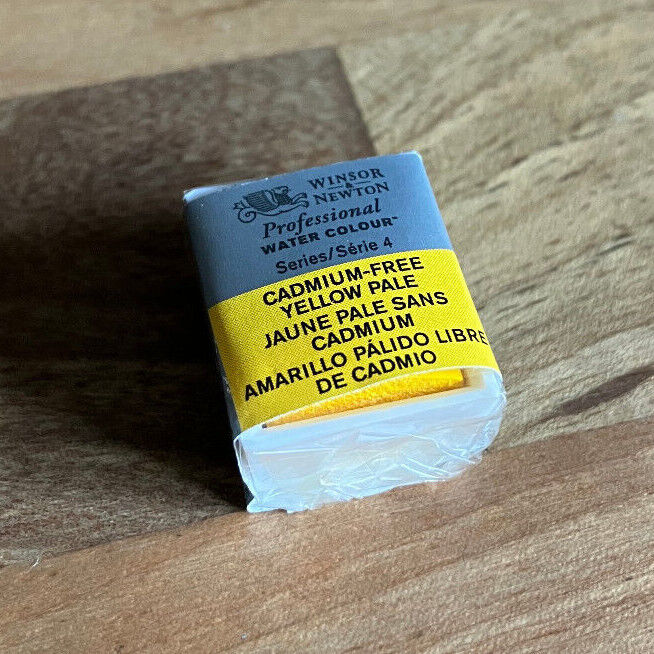 WINSOR
&
NEWTON
Professional
WATER COLOUR™
Series/Série 4
CADMIUM-FREE
YELLOW PALE
JAUNE PALE SANS
CADMIUM
AMARILLO PÁLIDO LIBRE
DE CADMIO